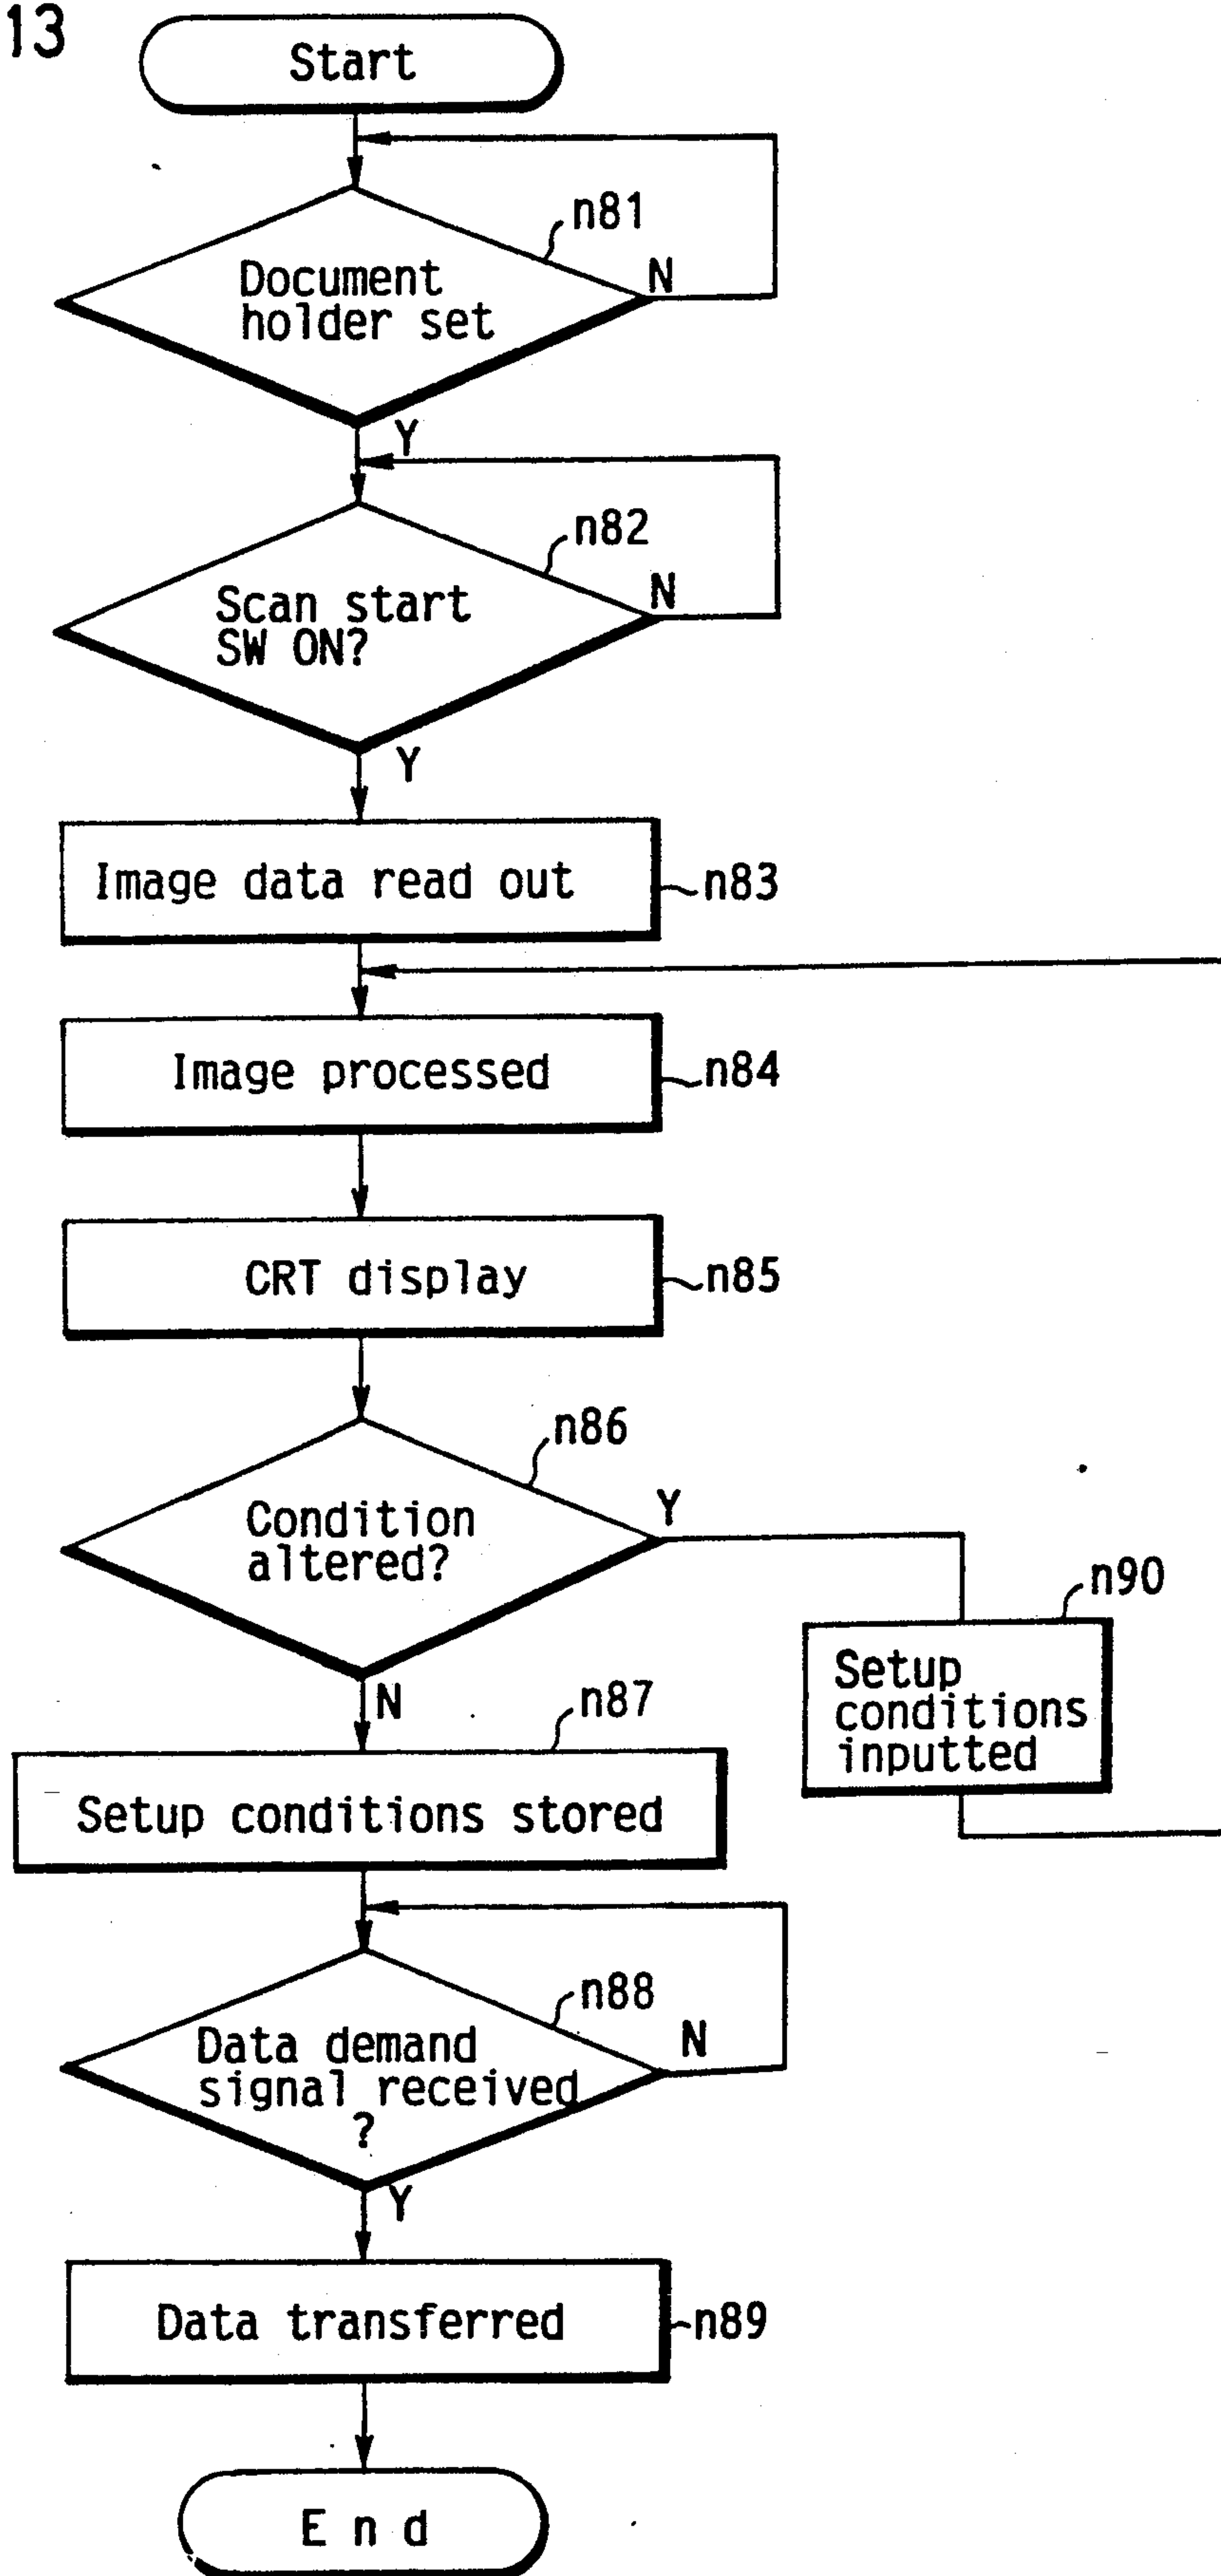 13
Start
n81
Document
holder set
N
Y
n82
Scan start
SW ON?
N
Y
Image data read out
n83
Image processed
n84
CRT display
n85
n86
Condition
altered?
Y
n90
Setup
conditions
inputted
N
n87
Setup conditions stored
n88
Data demand
signal received
?
N
Y
Data transferred
n89
End